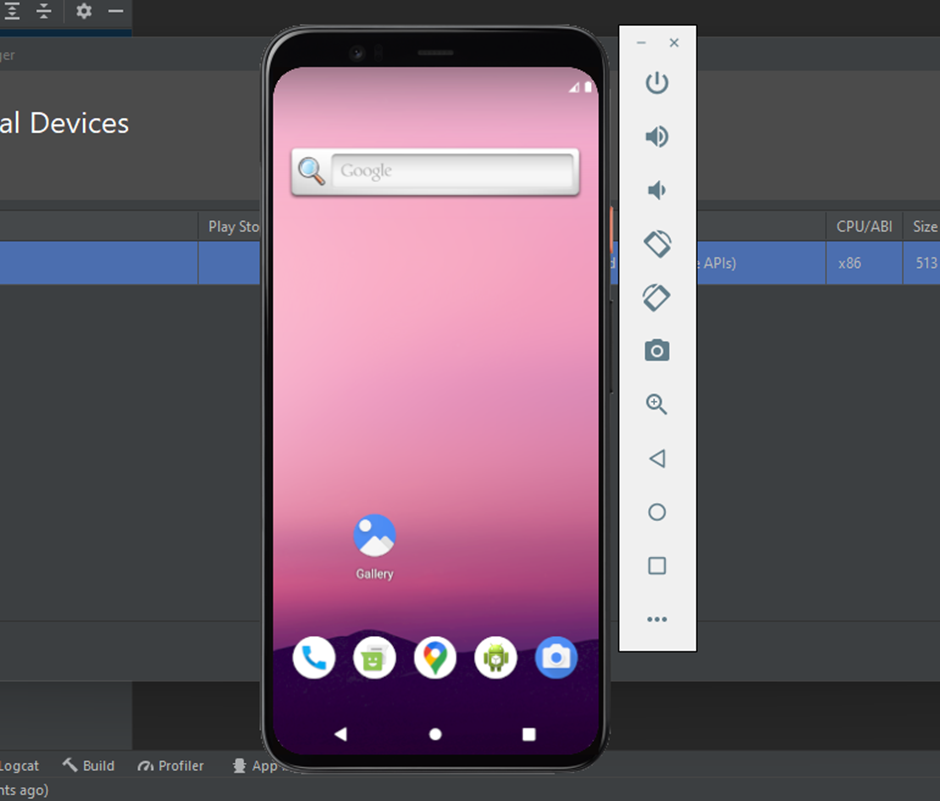 ger
al Devices
Google
Play Sto
CPU/ABI
Size
d
APIs)
x86
513
Gallery
Logcat
Build
Profiler
App
nts ago)